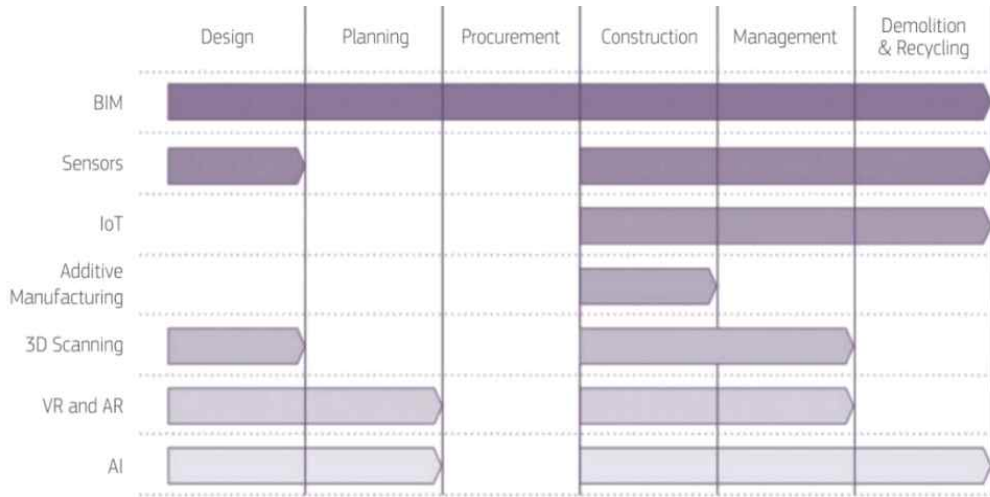 Design
Planning
Procurement
Construction
Management
Demolition
& Recycling
BIM
Sensors
IoT
Additive
Manufacturing
3D Scanning
VR and AR
AI